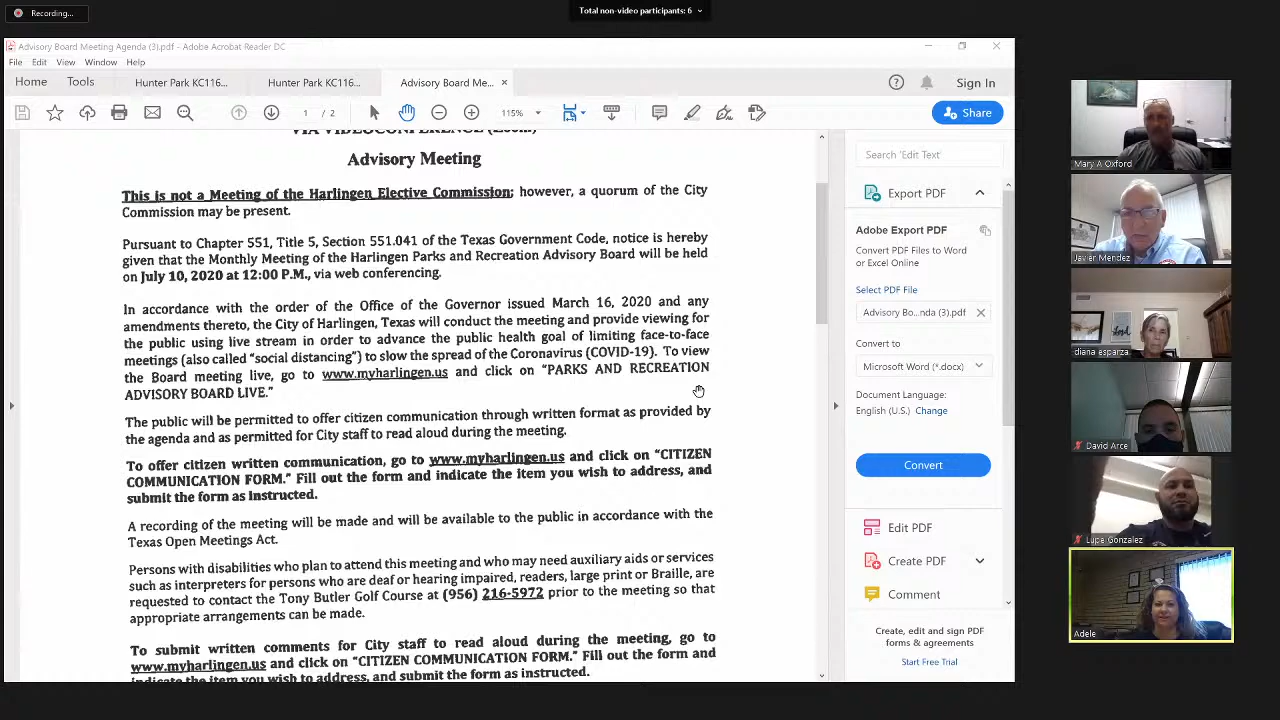 Recording...
Total non-video participants: 6
Advisory Board Meeting Agenda (3).pdf - Adobe Acrobat Reader DC
File Edit View Window Help
Home Tools Hunter Park KC116... Hunter Park KC116... Advisory Board Me... Sign In
1 / 2 115% Share
VIA VIDEOCONFERENCE (Zoom)
Advisory Meeting
This is not a Meeting of the Harlingen Elective Commission; however, a quorum of the City
Commission may be present.
Pursuant to Chapter 551, Title 5, Section 551.041 of the Texas Government Code, notice is hereby
given that the Monthly Meeting of the Harlingen Parks and Recreation Advisory Board will be held
on July 10, 2020 at 12:00 P.M., via web conferencing.
In accordance with the order of the Office of the Governor issued March 16, 2020 and any
amendments thereto, the City of Harlingen, Texas will conduct the meeting and provide viewing for
the public using live stream in order to advance the public health goal of limiting face-to-face
meetings (also called "social distancing") to slow the spread of the Coronavirus (COVID-19). To view
the Board meeting live, go to www.myharlingen.us and click on "PARKS AND RECREATION
ADVISORY BOARD LIVE."
The public will be permitted to offer citizen communication through written format as provided by
the agenda and as permitted for City staff to read aloud during the meeting.
To offer citizen written communication, go to www.myharlingen.us and click on "CITIZEN
COMMUNICATION FORM." Fill out the form and indicate the item you wish to address, and
submit the form as instructed.
A recording of the meeting will be made and will be available to the public in accordance with the
Texas Open Meetings Act.
Persons with disabilities who plan to attend this meeting and who may need auxiliary aids or services
such as interpreters for persons who are deaf or hearing impaired, readers, large print or Braille, are
requested to contact the Tony Butler Golf Course at (956) 216-5972 prior to the meeting so that
appropriate arrangements can be made.
To submit written comments for City staff to read aloud during the meeting, go to
www.myharlingen.us and click on "CITIZEN COMMUNICATION FORM." Fill out the form and
indicate the item you wish to address, and submit the form as instructed.
Search 'Edit Text'
Export PDF
Adobe Export PDF
Convert PDF Files to Word
or Excel Online
Select PDF File
Advisory Bo...nda (3).pdf
Convert to
Microsoft Word (*.docx)
Document Language:
English (U.S.) Change
Convert
Edit PDF
Create PDF
Comment
Create, edit and sign PDF
forms & agreements
Start Free Trial
Mary A Oxford
Javier Mendez
diana esparza
David Arce
Lupe Gonzalez
Adele